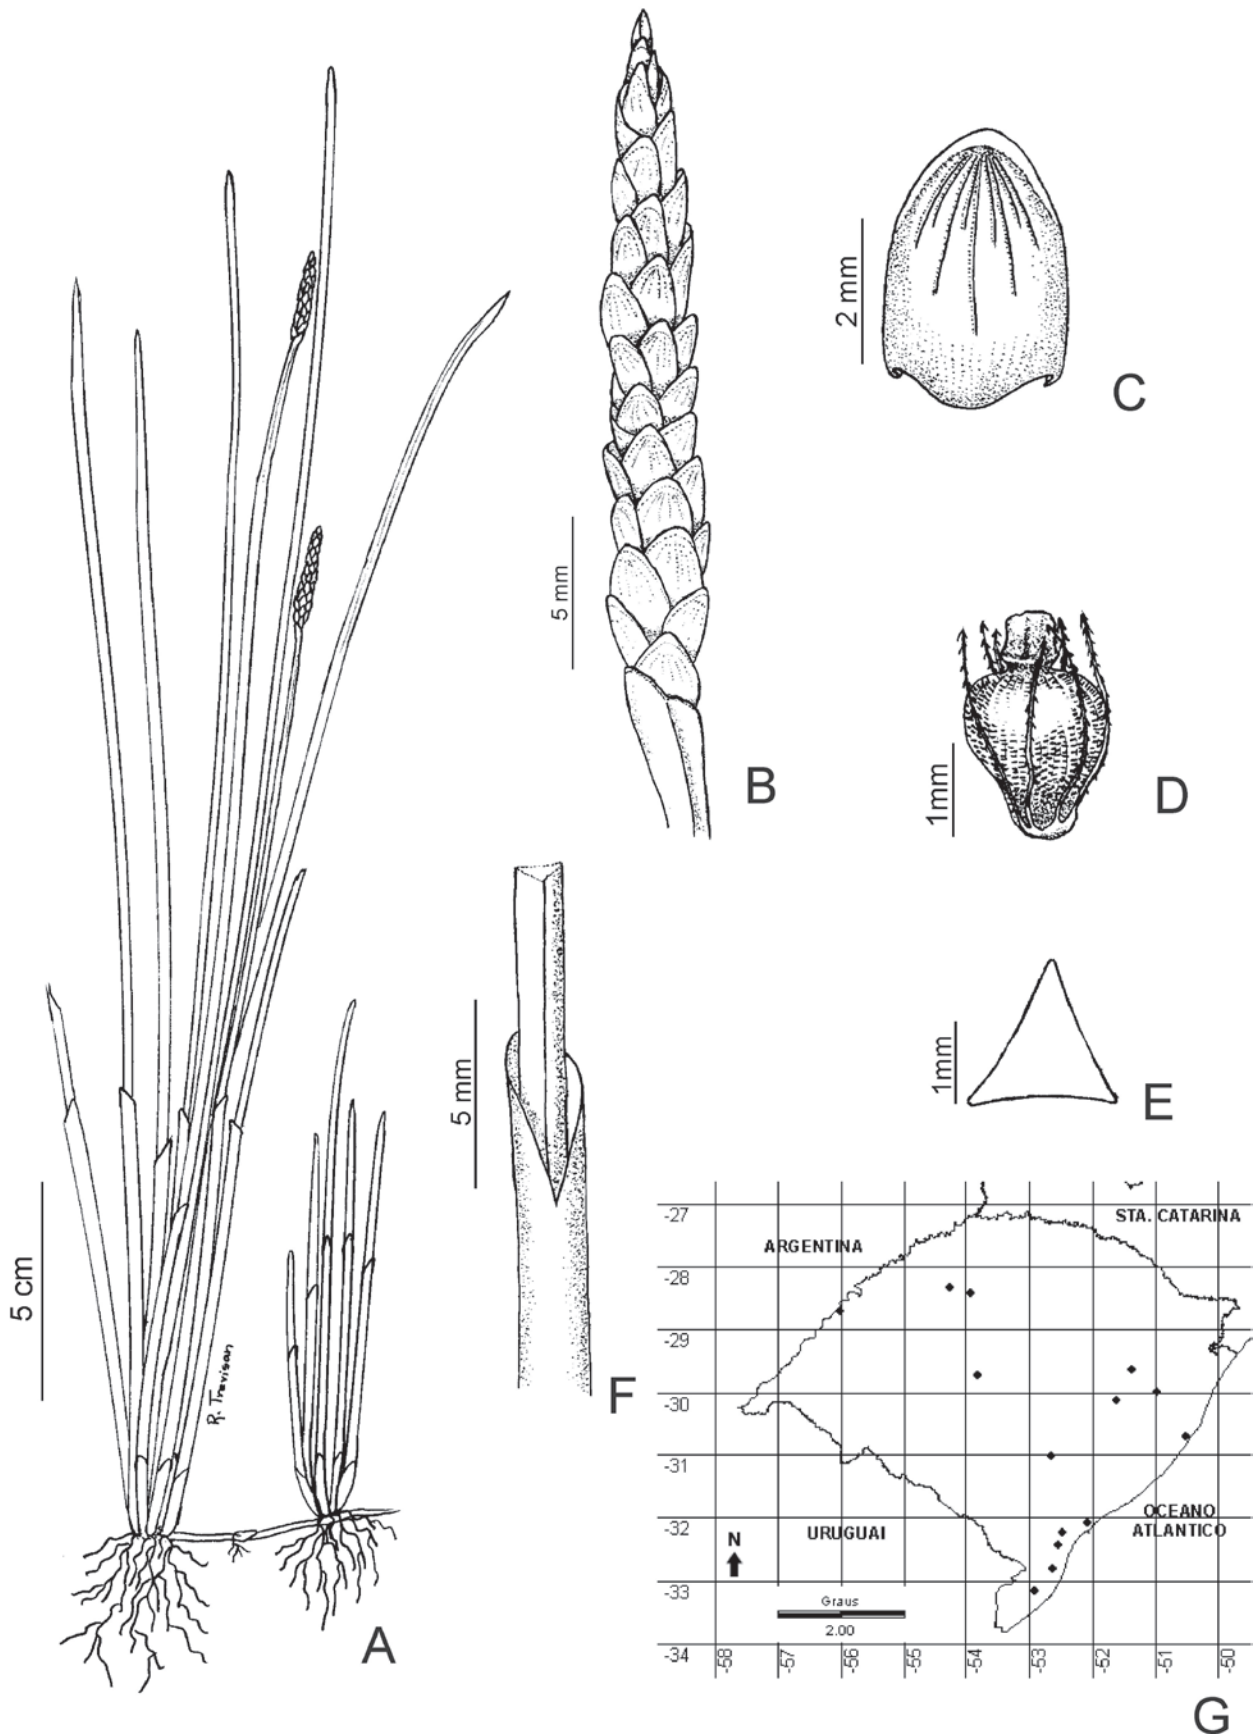 5 cm
R. Trevisan
A
5 mm
B
2 mm
C
1mm
D
1mm
E
5 mm
F
-27
-28
-29
-30
-31
-32
-33
-34
STA. CATARINA
ARGENTINA
URUGUAI
OCEANO
ATLANTICO
N
Graus
2.00
-58
-57
-56
-55
-54
-53
-52
-51
-50
G